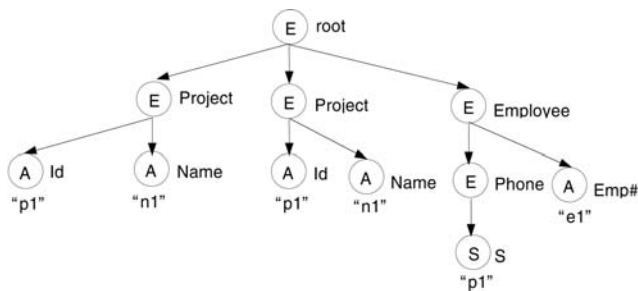 E root
E Project E Project E Employee
A Id A Name A Id A Name E Phone A Emp#
"p1" "n1" "p1" "n1" "e1"
S S
"p1"